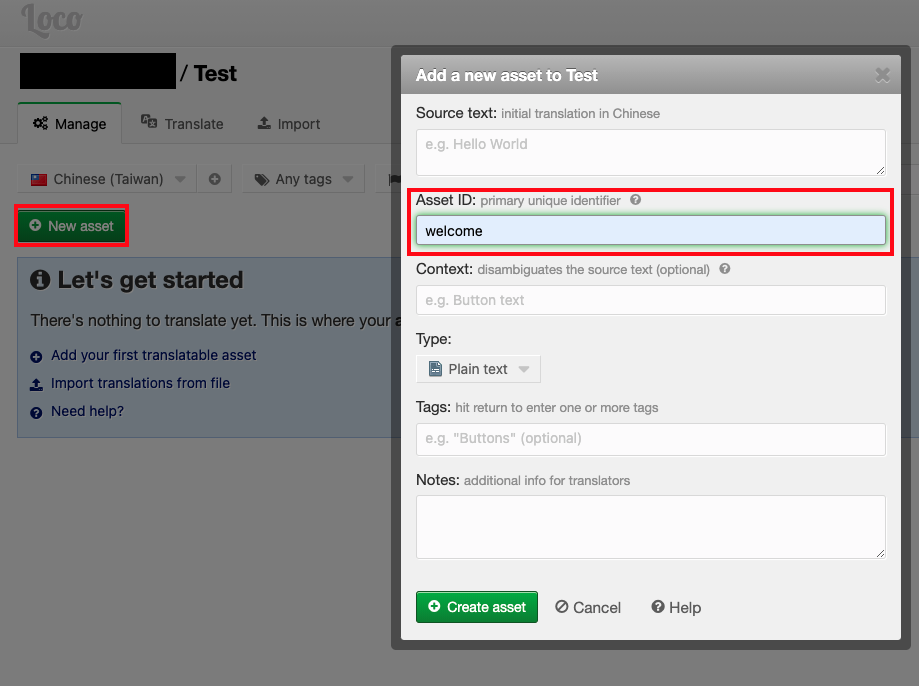 Loco
/ Test
Manage
Translate
Import
Chinese (Taiwan)
Any tags
New asset
Let's get started
There's nothing to translate yet. This is where your a
Add your first translatable asset
Import translations from file
Need help?
Add a new asset to Test
Source text: initial translation in Chinese
e.g. Hello World
Asset ID: primary unique identifier
welcome
Context: disambiguates the source text (optional)
e.g. Button text
Type:
Plain text
Tags: hit return to enter one or more tags
e.g. "Buttons" (optional)
Notes: additional info for translators
Create asset
Cancel
Help